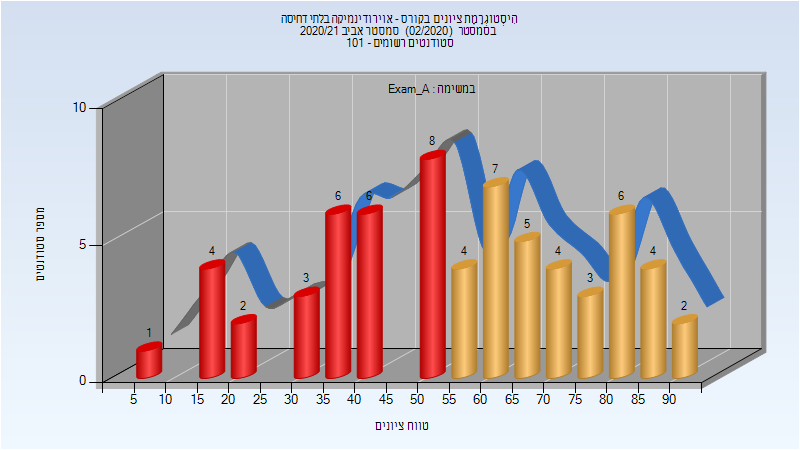 היסטוגרמת ציונים בקורס - אוירודינמיקה בלתי דחיסה
בסמסטר (02/2020) סמסטר אביב 2020/21
סטודנטים רשומים - 101
במשימה : Exam_A
מספר סטודנטים
10
5
0
1
4
2
3
6
6
8
4
7
5
4
3
6
4
2
5 10 15 20 25 30 35 40 45 50 55 60 65 70 75 80 85 90
טווח ציונים